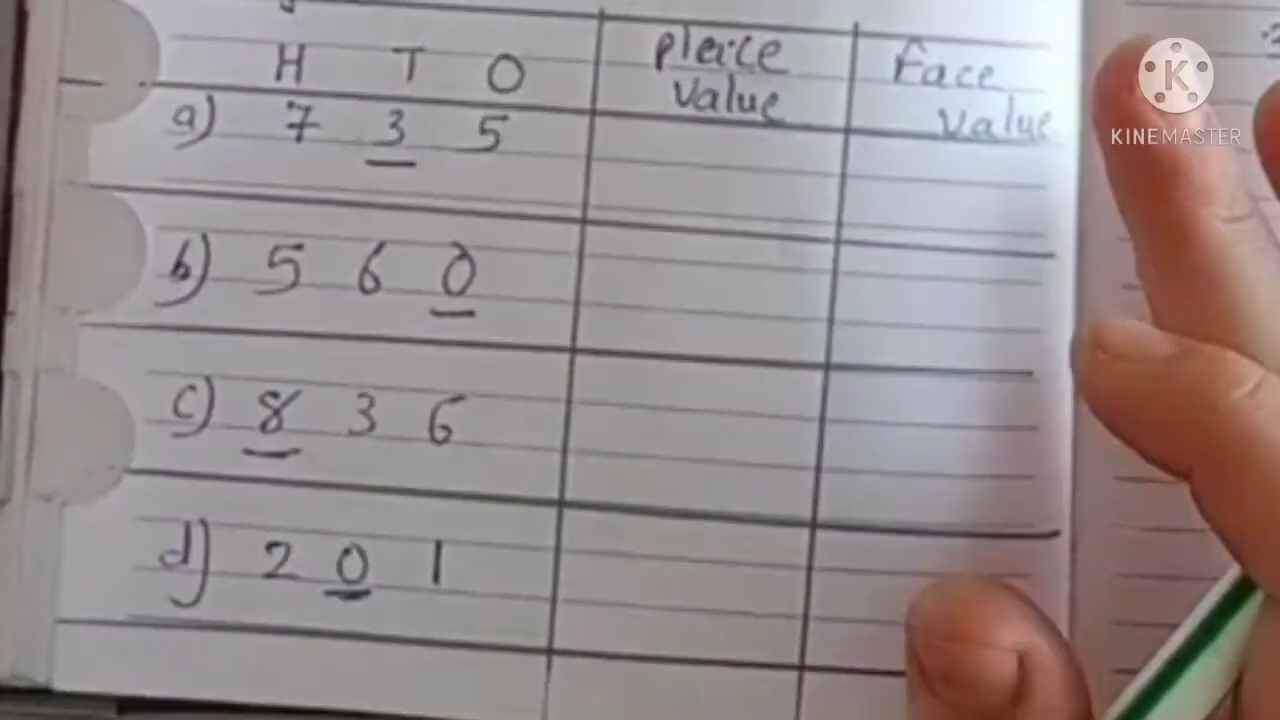 H T O Place Value Face Value
a) 7 3 5
b) 5 6 0
c) 8 3 6
d) 2 0 1
K
KINEMASTER